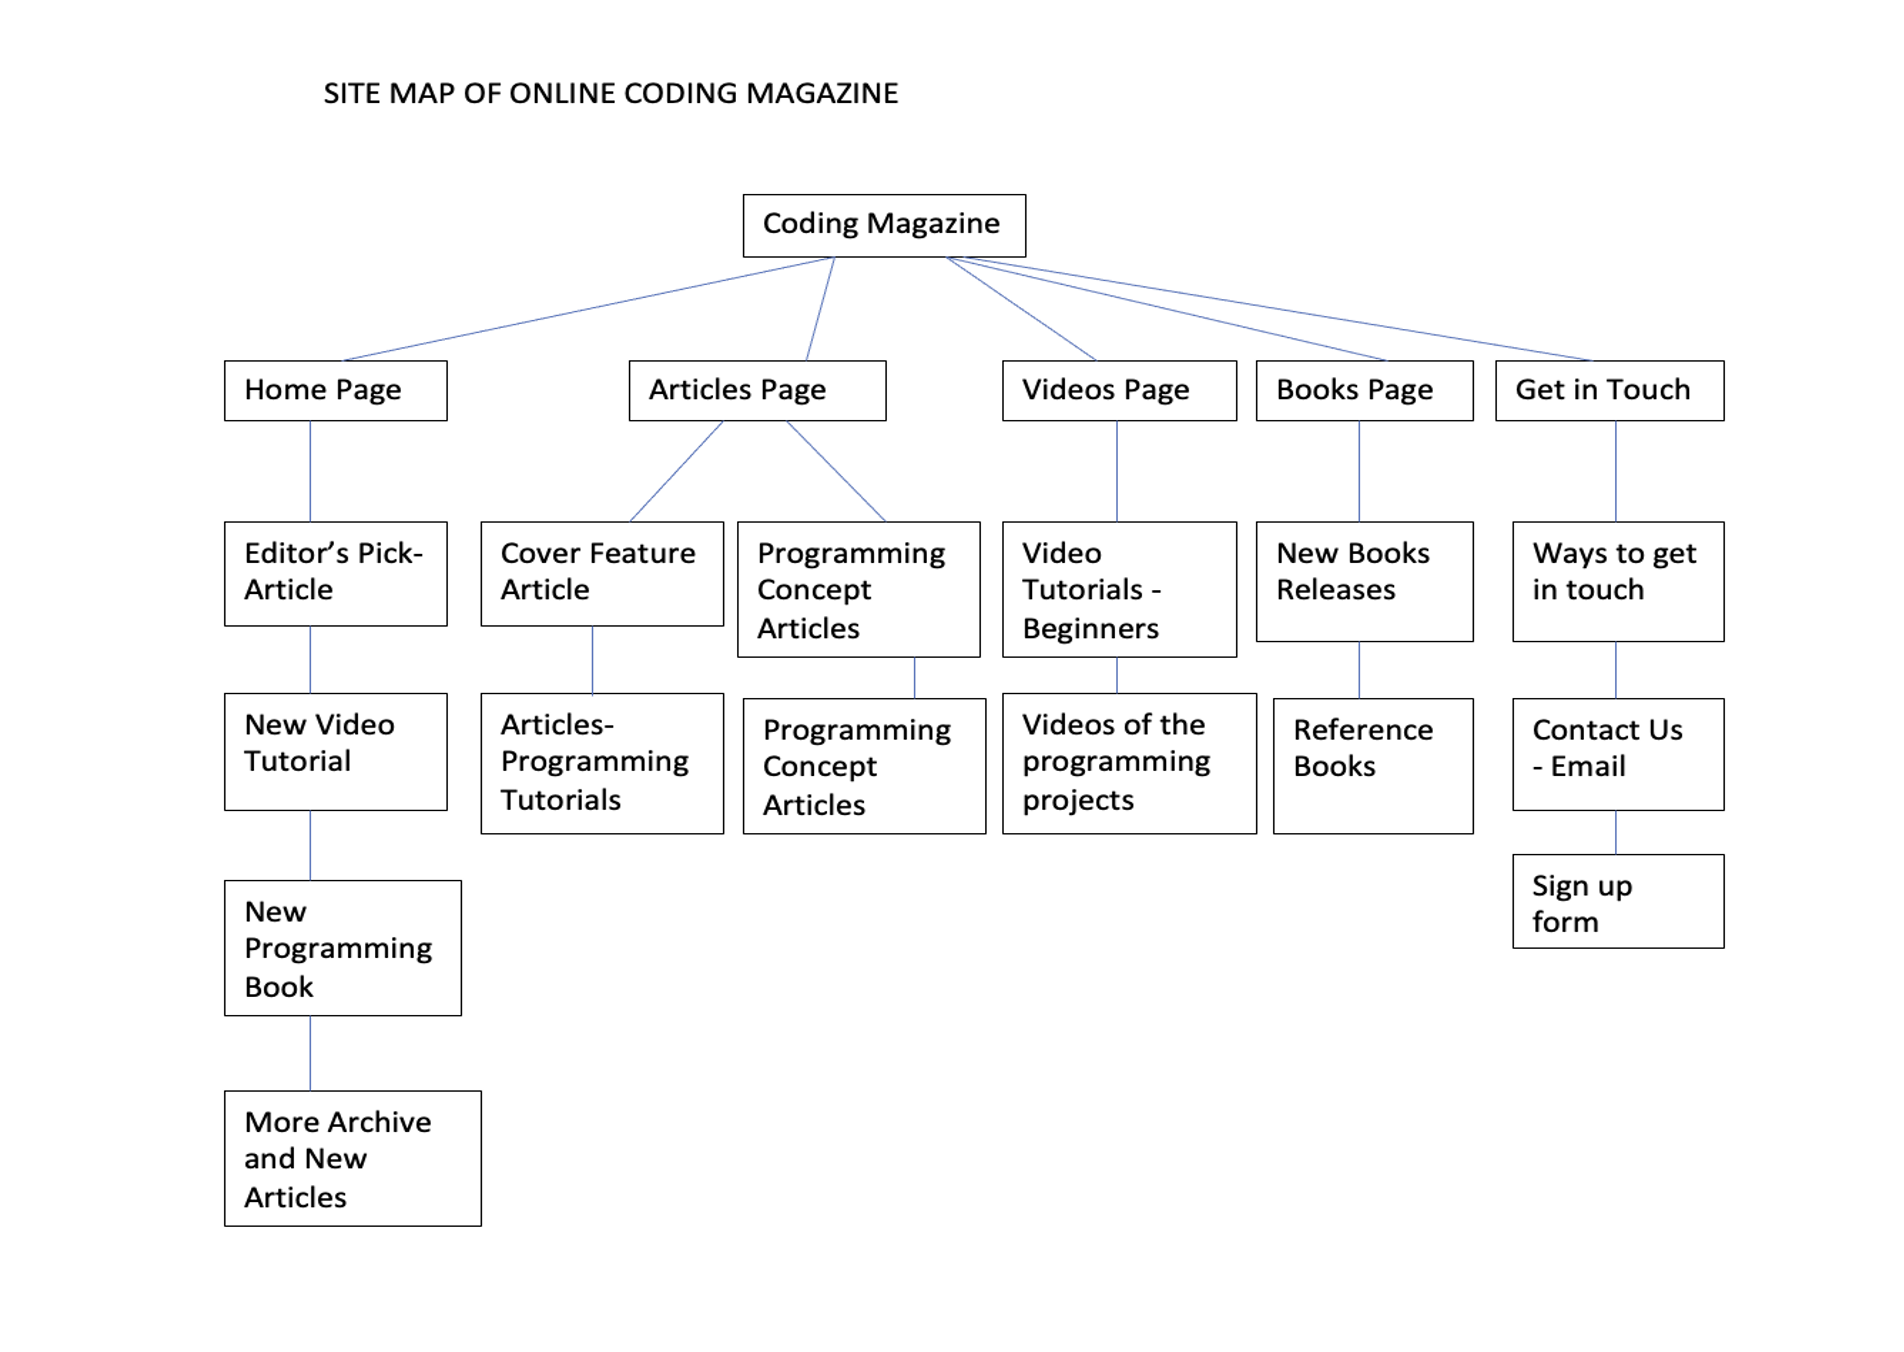 SITE MAP OF ONLINE CODING MAGAZINE
Coding Magazine
Home Page
Articles Page
Videos Page
Books Page
Get in Touch
Editor’s Pick-
Article
Cover Feature
Article
Programming
Concept
Articles
Video
Tutorials -
Beginners
New Books
Releases
Ways to get
in touch
New Video
Tutorial
Articles-
Programming
Tutorials
Programming
Concept
Articles
Videos of the
programming
projects
Reference
Books
Contact Us
- Email
New
Programming
Book
Sign up
form
More Archive
and New
Articles